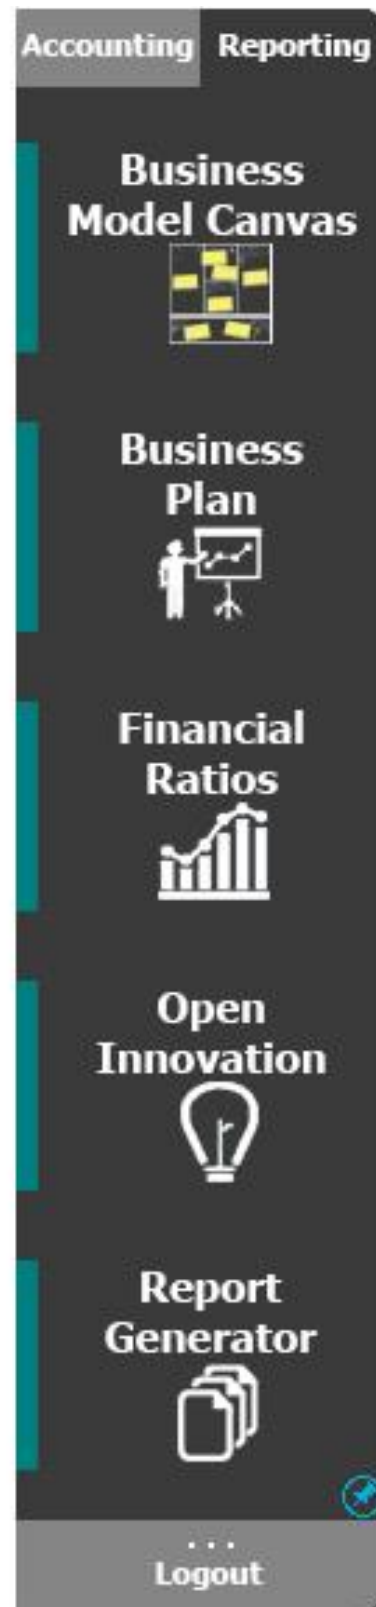 Accounting Reporting
Business
Model Canvas
Business
Plan
Financial
Ratios
Open
Innovation
Report
Generator
...
Logout